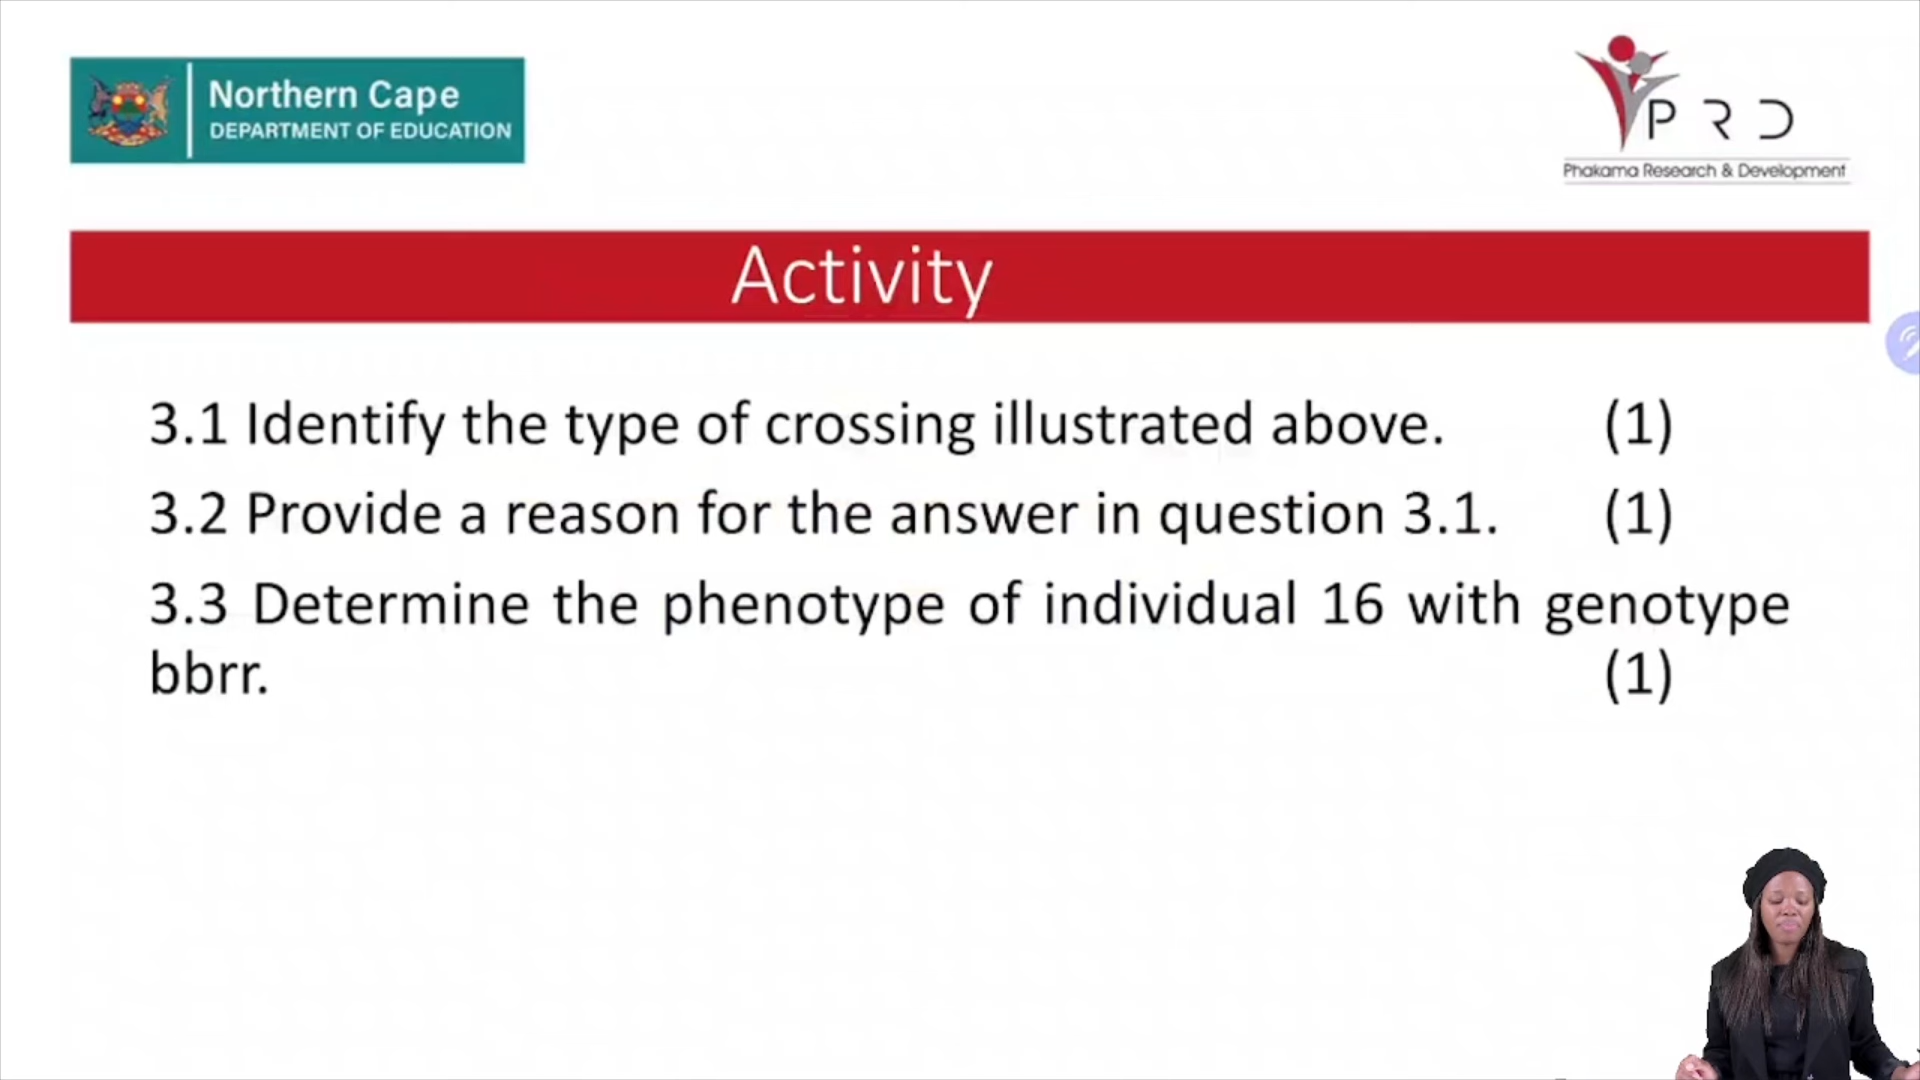 Northern Cape
DEPARTMENT OF EDUCATION
P R D
Phakama Research & Development
Activity
3.1 Identify the type of crossing illustrated above. (1)
3.2 Provide a reason for the answer in question 3.1. (1)
3.3 Determine the phenotype of individual 16 with genotype
bbrr. (1)